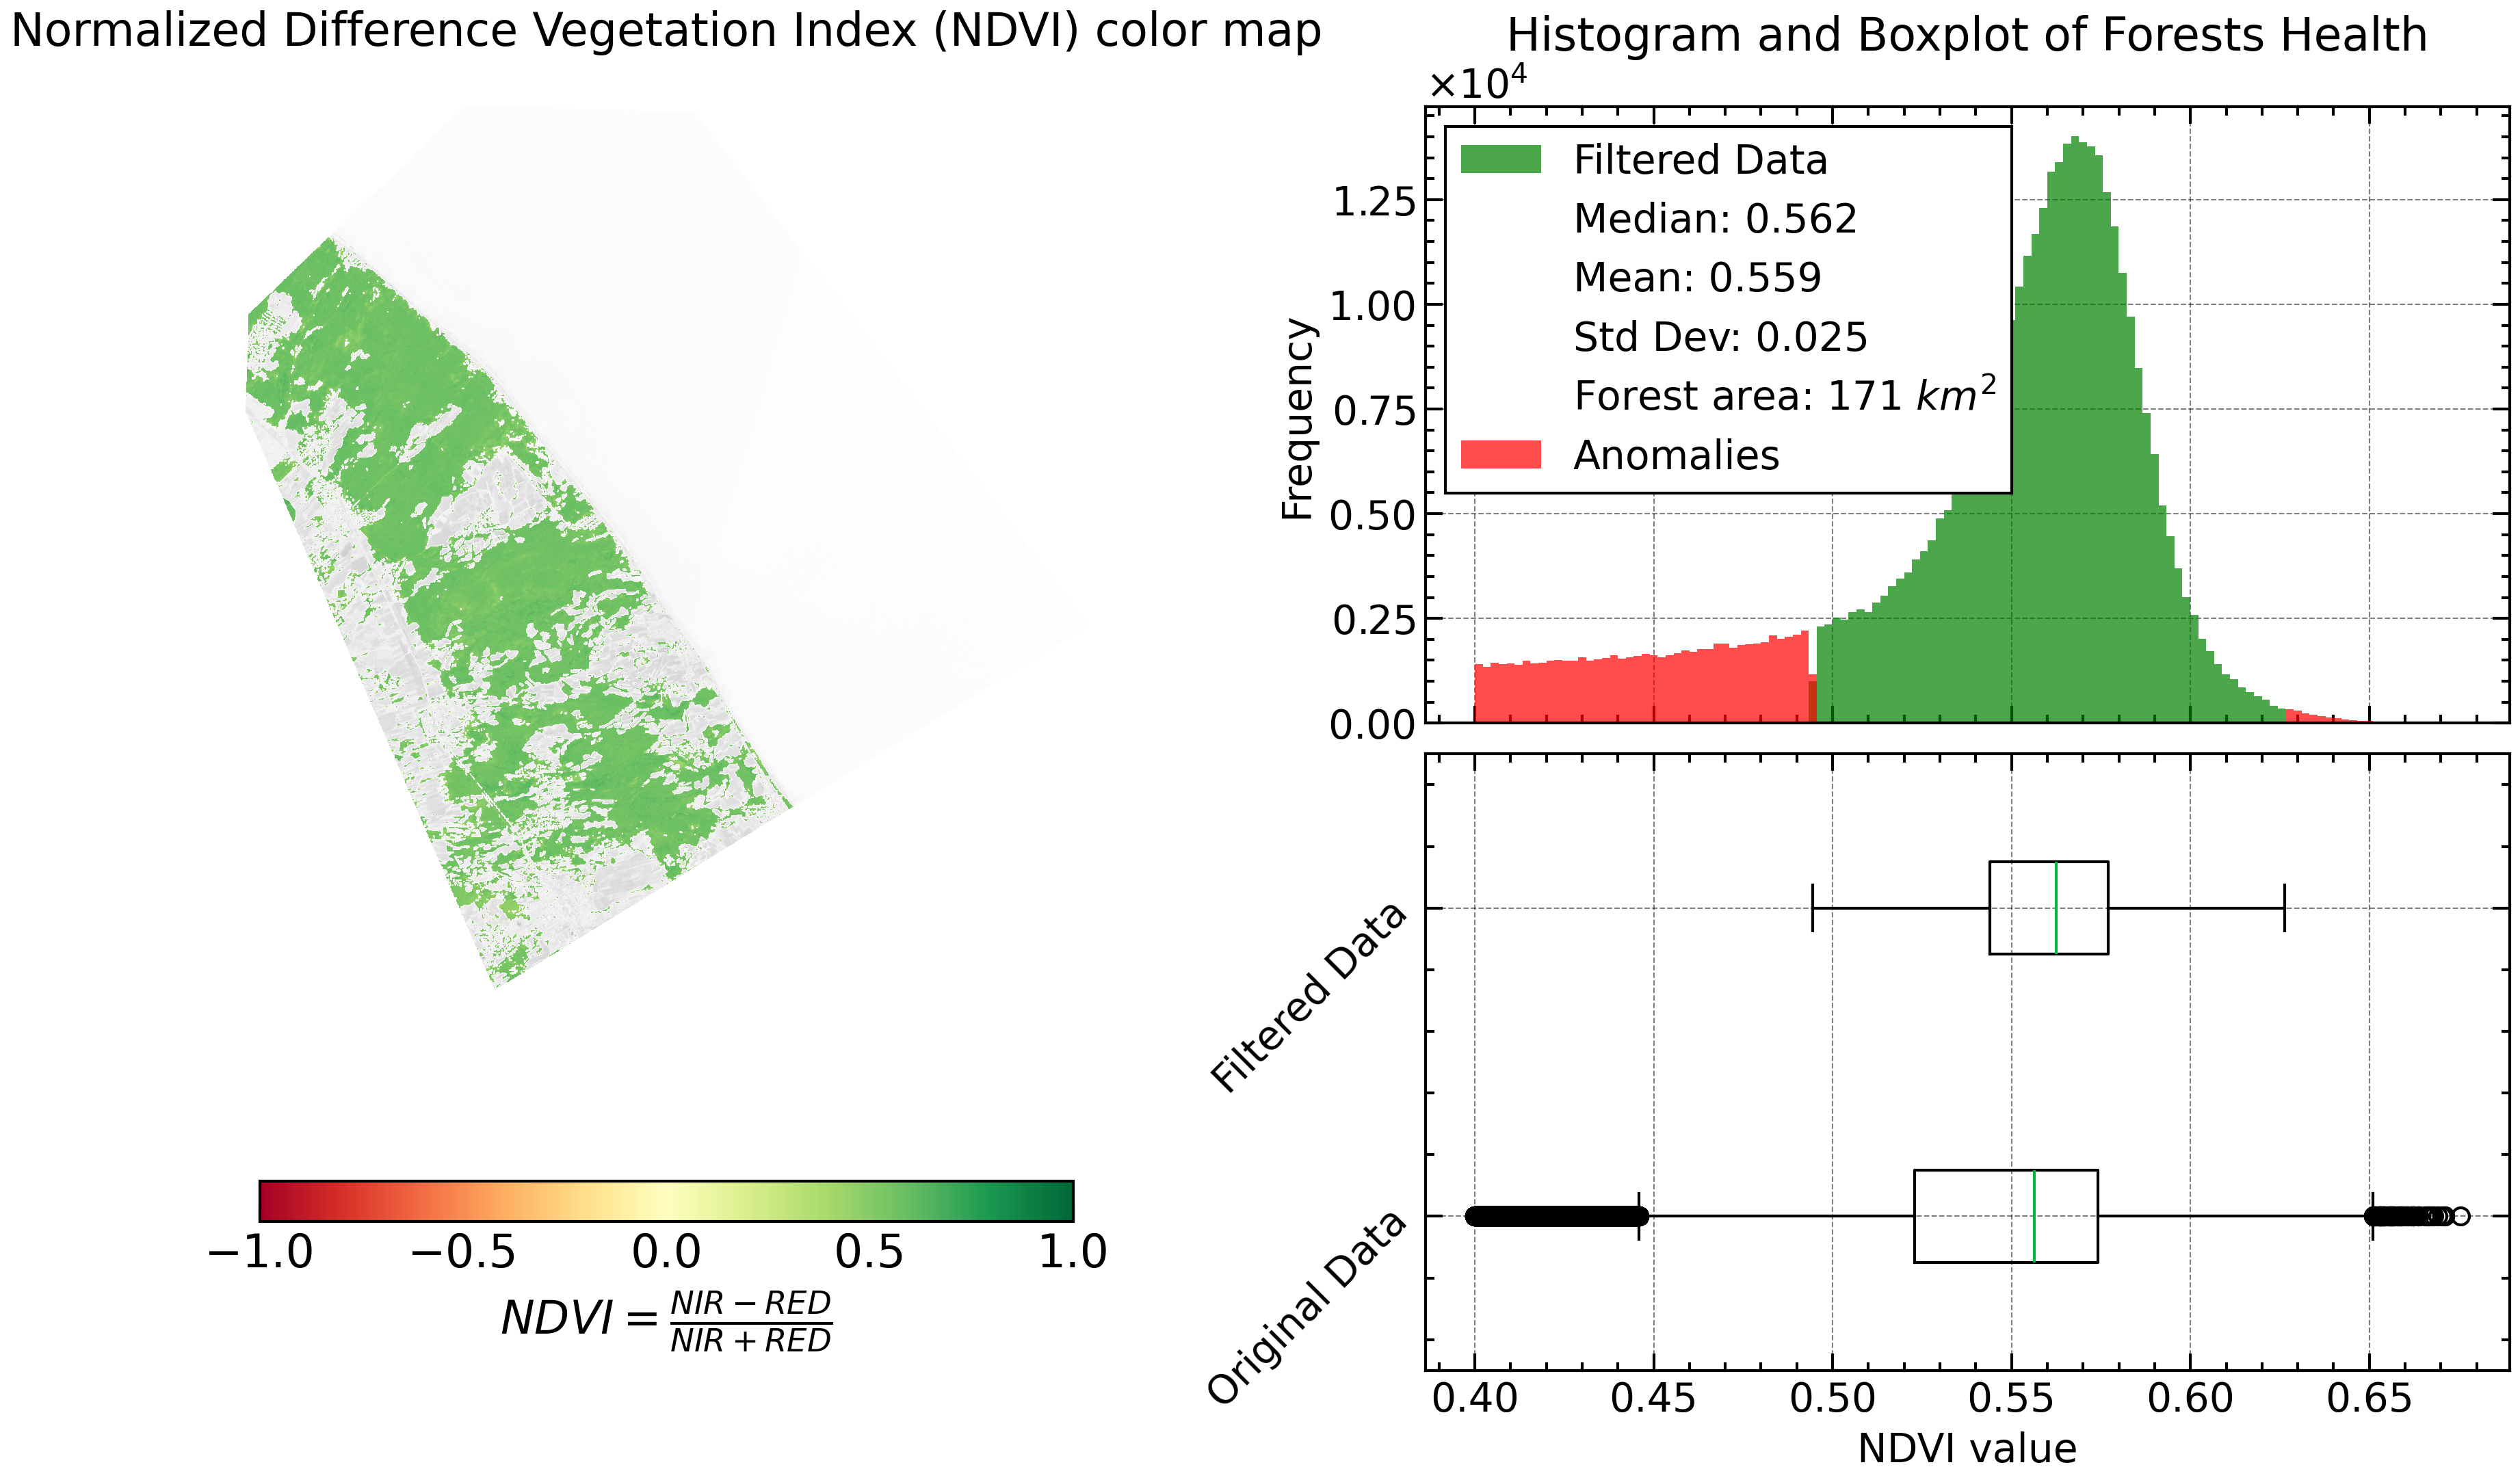 Normalized Difference Vegetation Index (NDVI) color map
−1.0 −0.5 0.0 0.5 1.0
NDVI = NIR − RED / NIR + RED
Histogram and Boxplot of Forests Health
×10⁴
1.25
1.00
0.75
0.50
0.25
0.00
Frequency
Filtered Data
Median: 0.562
Mean: 0.559
Std Dev: 0.025
Forest area: 171 km²
Anomalies
Filtered Data
Original Data
0.40 0.45 0.50 0.55 0.60 0.65
NDVI value